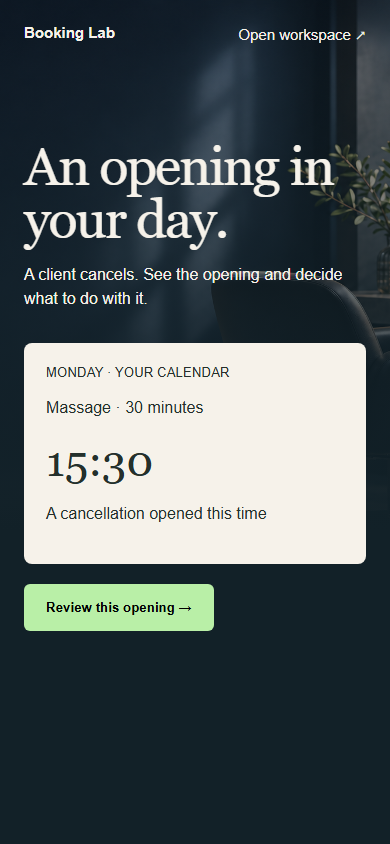 Booking Lab
Open workspace ↗
An opening in
your day.
A client cancels. See the opening and decide
what to do with it.
MONDAY · YOUR CALENDAR
Massage · 30 minutes
15:30
A cancellation opened this time
Review this opening →